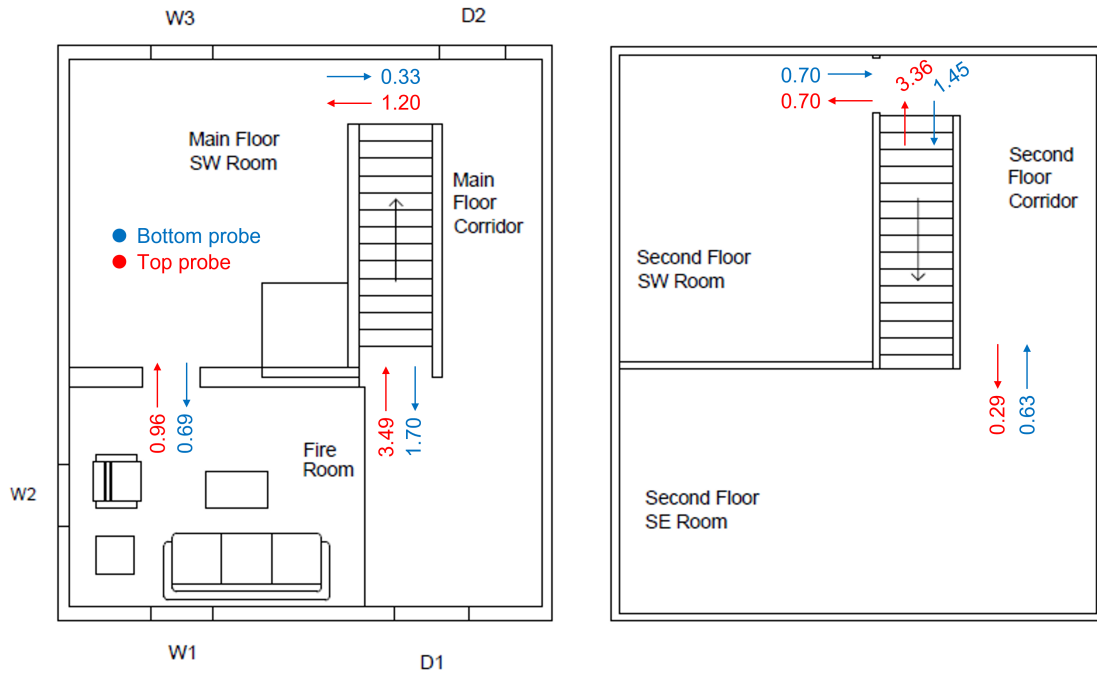 W3
D2
0.33
1.20
Main Floor
SW Room
Main
Floor
Corridor
Bottom probe
Top probe
0.96
0.69
3.49
1.70
Fire
Room
W2
W1
D1
0.70
0.70
3.36
1.45
Second
Floor
Corridor
Second Floor
SW Room
0.29
0.63
Second Floor
SE Room